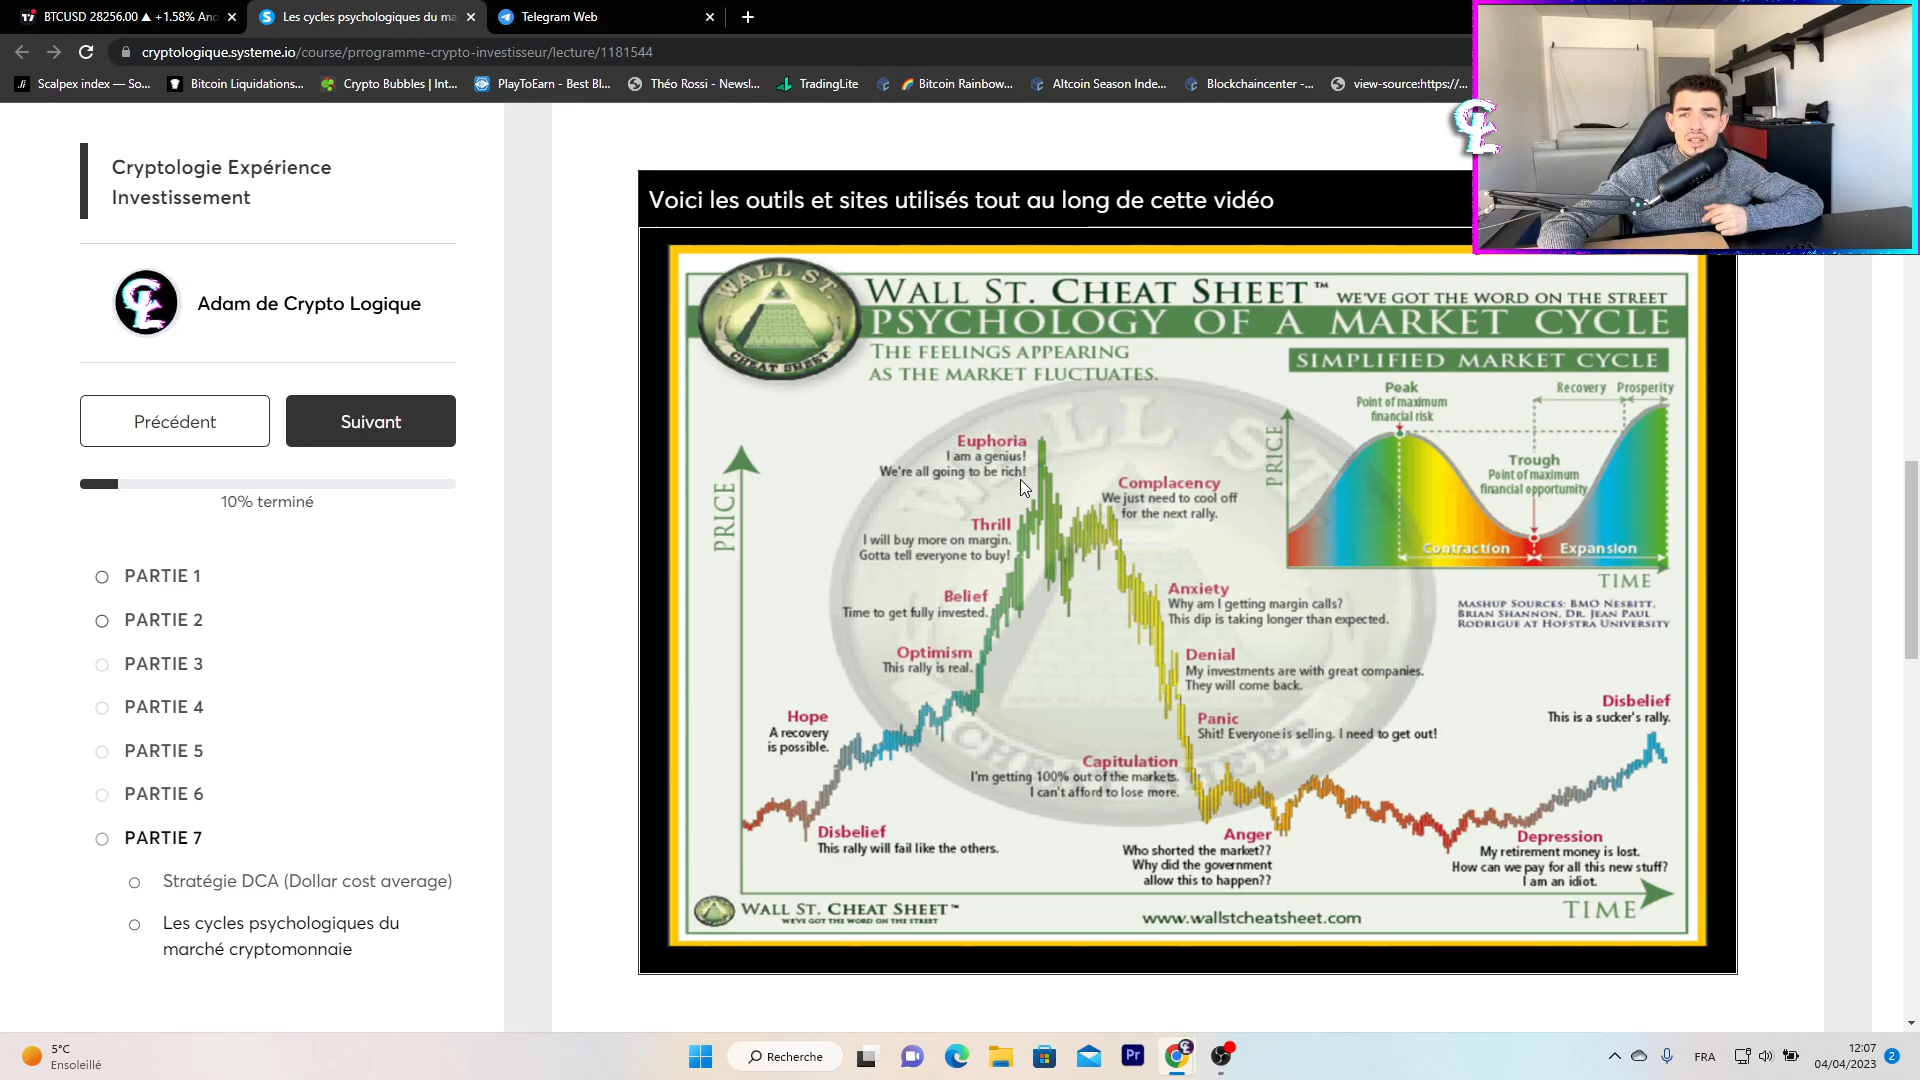 BTCUSD 28256.00 ▲ +1.58% Ano
Les cycles psychologiques du ma
Telegram Web
cryptologique.systeme.io/course/prrogramme-crypto-investisseur/lecture/1181544
Scalpex index — So...
Bitcoin Liquidations...
Crypto Bubbles | Int...
PlayToEarn - Best Bl...
Théo Rossi - Newsl...
TradingLite
Bitcoin Rainbow...
Altcoin Season Inde...
Blockchaincenter -...
view-source:https://...
Cryptologie Expérience
Investissement
Adam de Crypto Logique
Précédent
Suivant
10% terminé
PARTIE 1
PARTIE 2
PARTIE 3
PARTIE 4
PARTIE 5
PARTIE 6
PARTIE 7
Stratégie DCA (Dollar cost average)
Les cycles psychologiques du
marché cryptomonnaie
Voici les outils et sites utilisés tout au long de cette vidéo
WALL ST.
CHEAT SHEET
WALL ST. CHEAT SHEET™ WE'VE GOT THE WORD ON THE STREET
PSYCHOLOGY OF A MARKET CYCLE
THE FEELINGS APPEARING
AS THE MARKET FLUCTUATES.
SIMPLIFIED MARKET CYCLE
Peak
Point of maximum
financial risk
Recovery
Prosperity
Trough
Point of maximum
financial opportunity
Contraction
Expansion
PRICE
TIME
MASHUP SOURCES: BMO NESBITT,
BRIAN SHANNON, DR. JEAN PAUL
RODRIGUE AT HOFSTRA UNIVERSITY
PRICE
Euphoria
I am a genius!
We're all going to be rich!
Complacency
We just need to cool off
for the next rally.
Thrill
I will buy more on margin.
Gotta tell everyone to buy!
Belief
Time to get fully invested.
Anxiety
Why am I getting margin calls?
This dip is taking longer than expected.
Optimism
This rally is real.
Denial
My investments are with great companies.
They will come back.
Hope
A recovery
is possible.
Panic
Shit! Everyone is selling. I need to get out!
Disbelief
This is a sucker's rally.
Capitulation
I'm getting 100% out of the markets.
I can't afford to lose more.
Disbelief
This rally will fail like the others.
Anger
Who shorted the market??
Why did the government
allow this to happen??
Depression
My retirement money is lost.
How can we pay for all this new stuff?
I am an idiot.
WALL ST. CHEAT SHEET™
WE'VE GOT THE WORD ON THE STREET
www.wallstcheatsheet.com
TIME
5°C
Ensoleillé
Recherche
Pr
FRA
12:07
04/04/2023
2